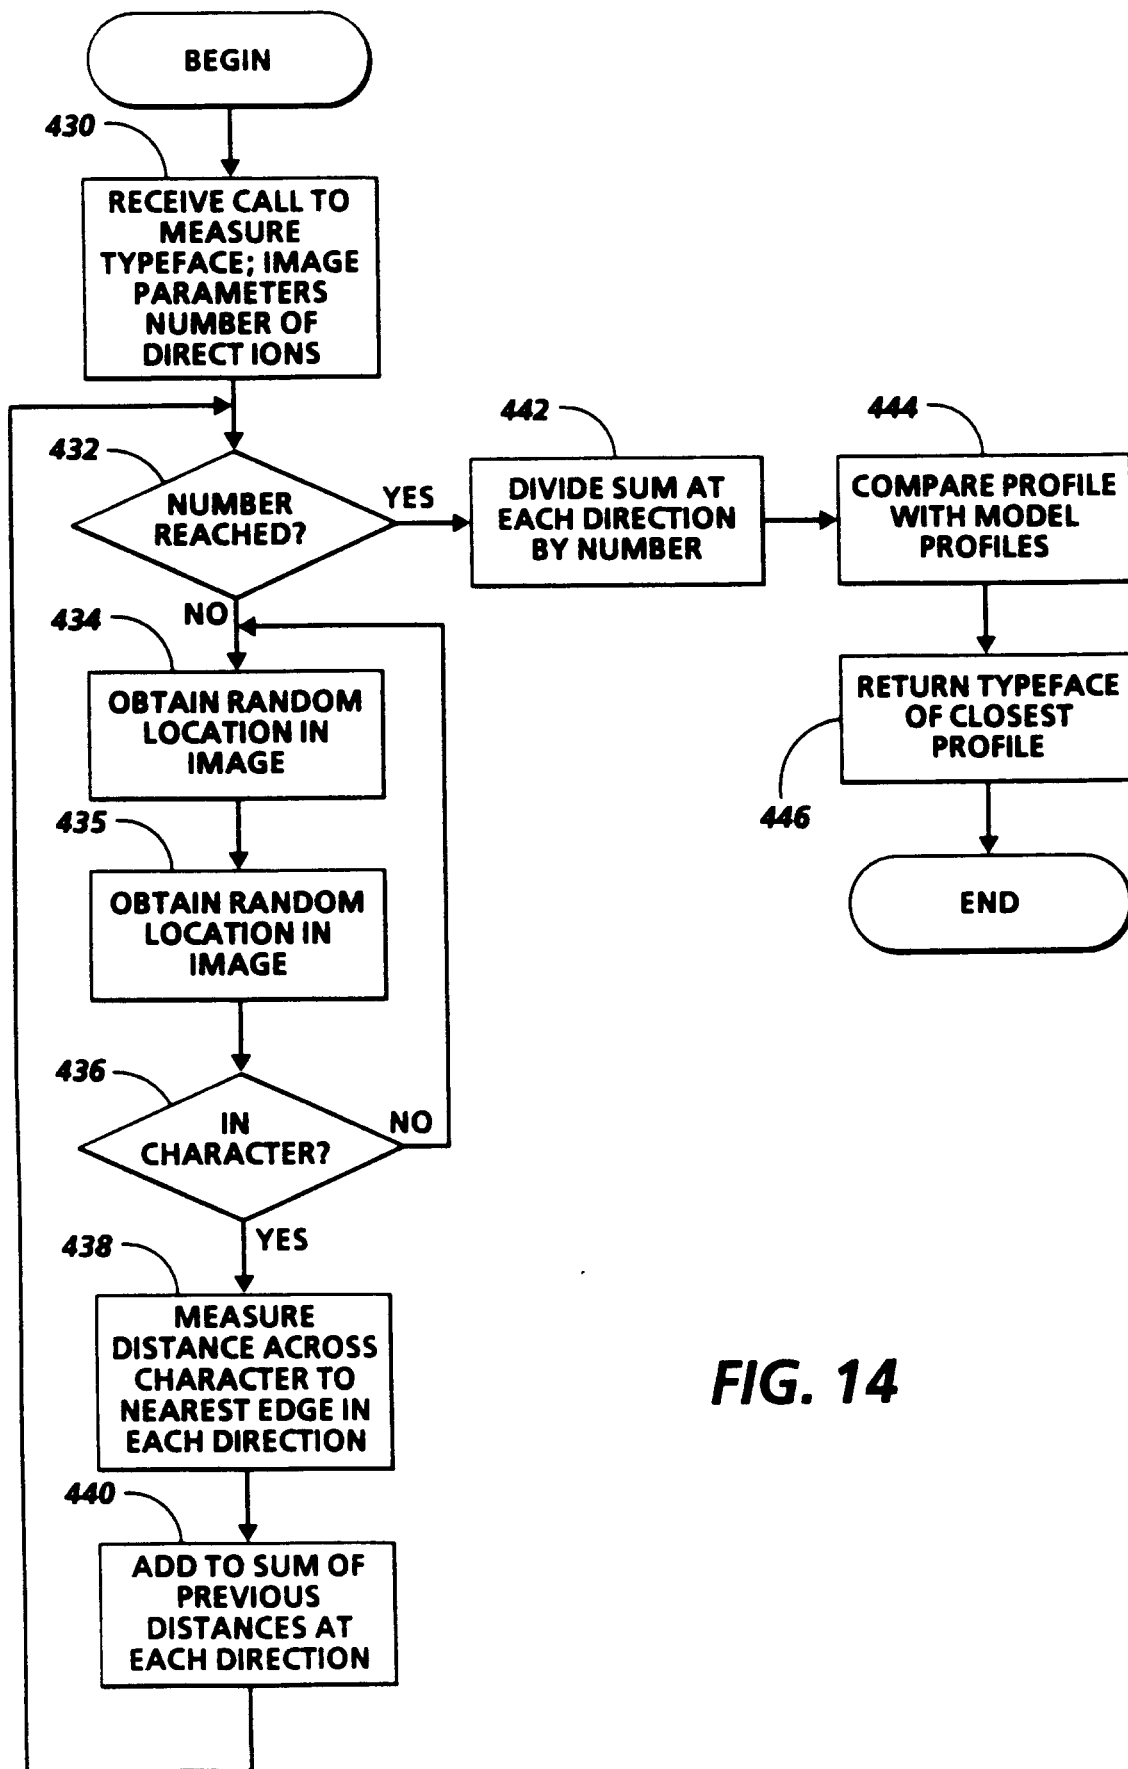 BEGIN
430
RECEIVE CALL TO
MEASURE
TYPEFACE; IMAGE
PARAMETERS
NUMBER OF
DIRECT IONS
432
NUMBER
REACHED?
YES
NO
442
DIVIDE SUM AT
EACH DIRECTION
BY NUMBER
444
COMPARE PROFILE
WITH MODEL
PROFILES
434
OBTAIN RANDOM
LOCATION IN
IMAGE
446
RETURN TYPEFACE
OF CLOSEST
PROFILE
END
435
OBTAIN RANDOM
LOCATION IN
IMAGE
436
IN
CHARACTER?
NO
YES
438
MEASURE
DISTANCE ACROSS
CHARACTER TO
NEAREST EDGE IN
EACH DIRECTION
440
ADD TO SUM OF
PREVIOUS
DISTANCES AT
EACH DIRECTION
FIG. 14